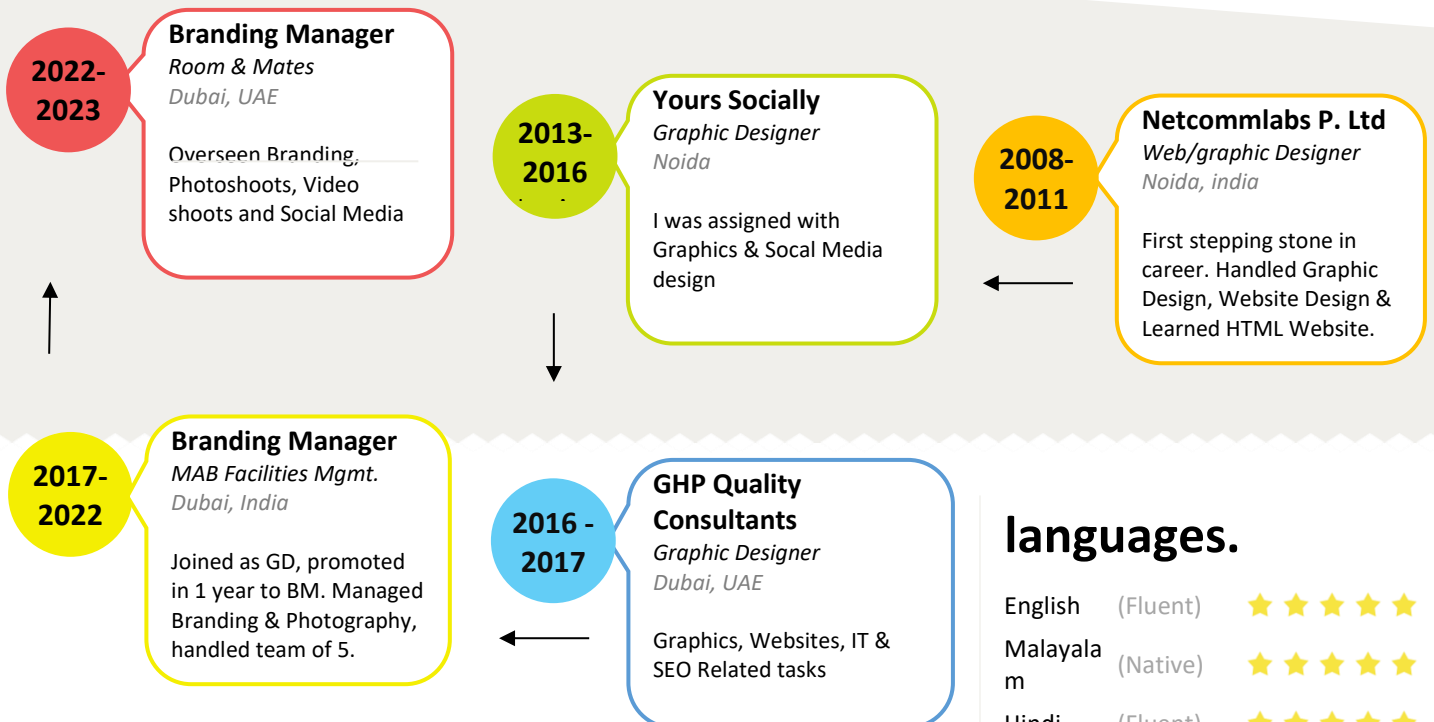 2022-
2023
Branding Manager
Room & Mates
Dubai, UAE
Overseen Branding,
Photoshoots, Video
shoots and Social Media
2013-
2016
Yours Socially
Graphic Designer
Noida
I was assigned with
Graphics & Socal Media
design
2008-
2011
Netcommlabs P. Ltd
Web/graphic Designer
Noida, india
First stepping stone in
career. Handled Graphic
Design, Website Design &
Learned HTML Website.
2017-
2022
Branding Manager
MAB Facilities Mgmt.
Dubai, India
Joined as GD, promoted
in 1 year to BM. Managed
Branding & Photography,
handled team of 5.
2016 -
2017
GHP Quality
Consultants
Graphic Designer
Dubai, UAE
Graphics, Websites, IT &
SEO Related tasks
languages.
English (Fluent)
Malayala
m
(Native)
Hindi (Fluent)